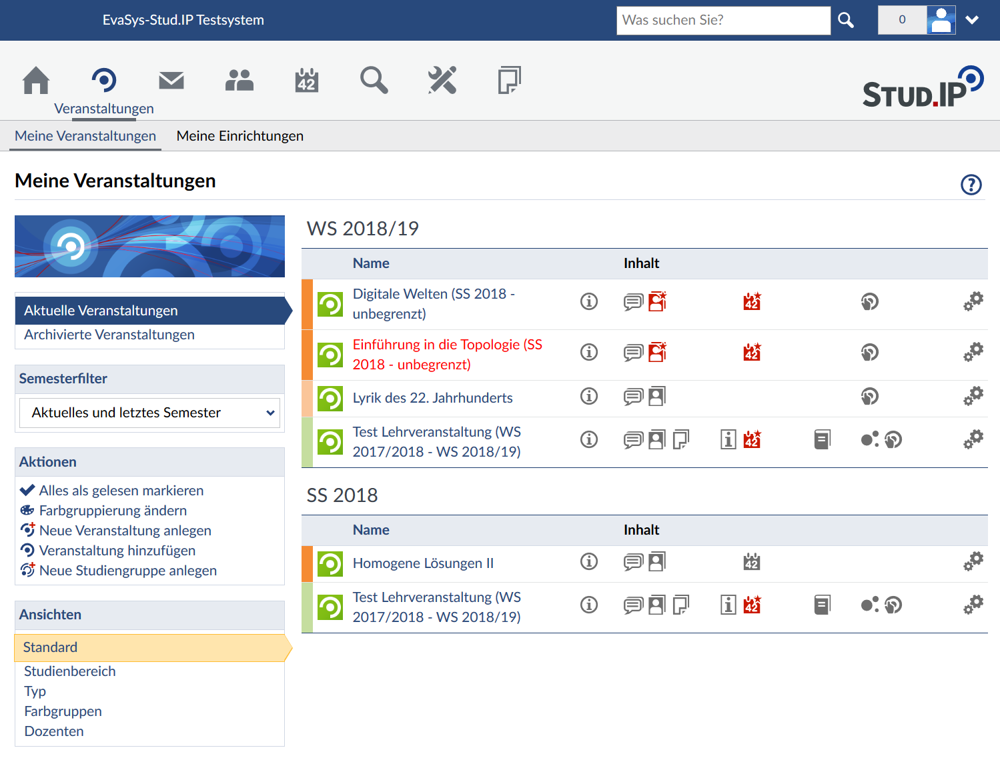 EvaSys-Stud.IP Testsystem
Was suchen Sie?
0
42
Veranstaltungen
STUD.IP
Meine Veranstaltungen
Meine Einrichtungen
Meine Veranstaltungen
?
Aktuelle Veranstaltungen
Archivierte Veranstaltungen
Semesterfilter
Aktuelles und letztes Semester
Aktionen
Alles als gelesen markieren
Farbgruppierung ändern
Neue Veranstaltung anlegen
Veranstaltung hinzufügen
Neue Studiengruppe anlegen
Ansichten
Standard
Studienbereich
Typ
Farbgruppen
Dozenten
WS 2018/19
Name Inhalt
Digitale Welten (SS 2018 -
unbegrenzt)
42
Einführung in die Topologie (SS
2018 - unbegrenzt)
42
Lyrik des 22. Jahrhunderts
Test Lehrveranstaltung (WS
2017/2018 - WS 2018/19)
42
SS 2018
Name Inhalt
Homogene Lösungen II
42
Test Lehrveranstaltung (WS
2017/2018 - WS 2018/19)
42